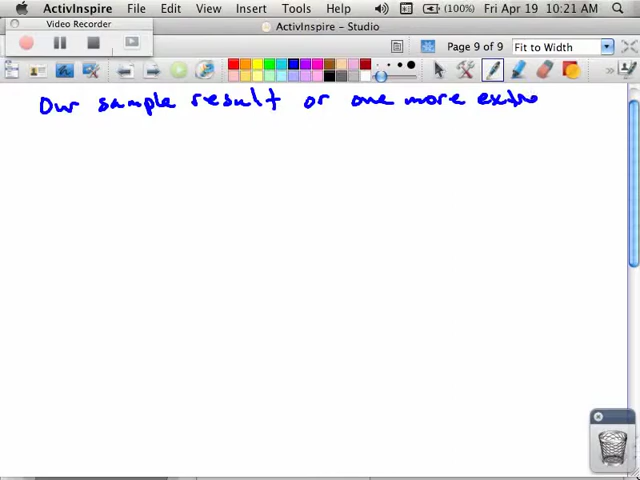 ActivInspire File Edit View Insert Tools Help (100%) Fri Apr 19 10:21 AM
Video Recorder
ActivInspire – Studio
Page 9 of 9 Fit to Width
Our sample result or one more extre